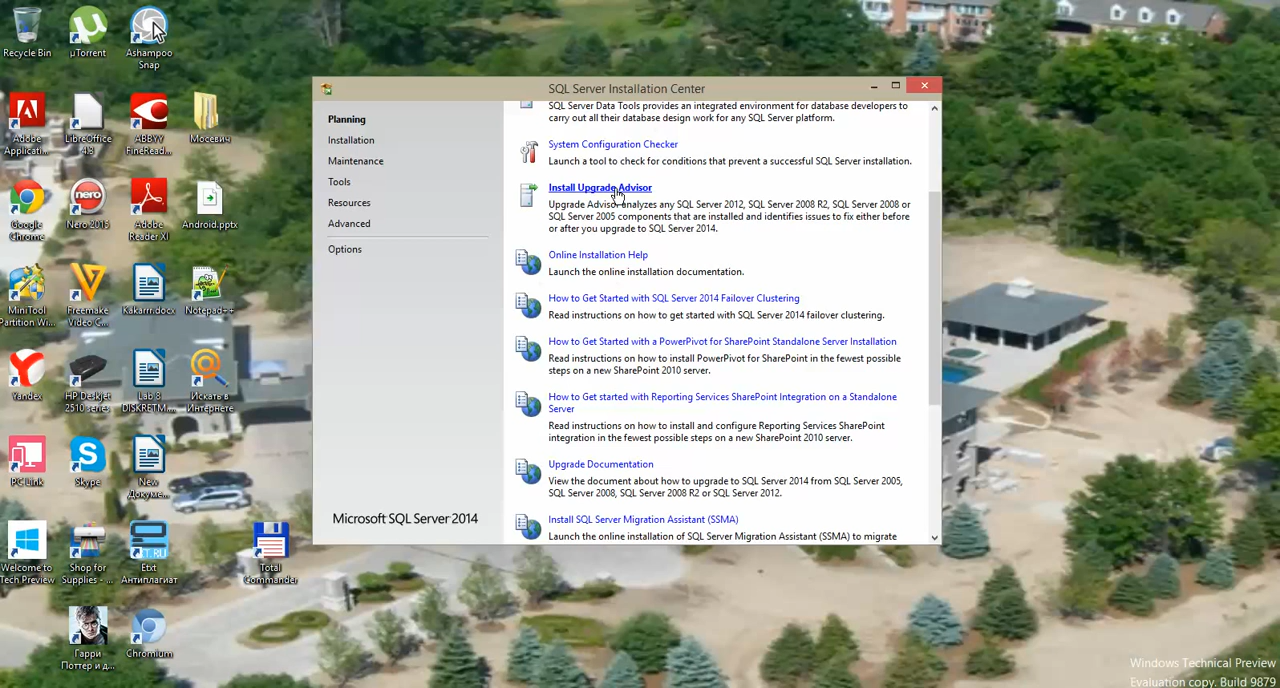 Recycle Bin
µTorrent
Ashampoo
Snap
Adobe
Applicati...
LibreOffice
4.3
ABBYY
FineRead...
Мосевич
Google
Chrome
Nero 2015
Adobe
Reader XI
Android.pptx
MiniTool
Partition Wi...
Freemake
Video C...
Kakarrr.docx
Notepad++
Yandex
HP Deskjet
2510 series
Lab 8
DISKRETM...
Искать в
Интернете
PC Link
Skype
New
Докуме...
Welcome to
Tech Preview
Shop for
Supplies - ...
Etxt
Антиплагиат
Total
Commander
Гарри
Поттер и д...
Chromium
SQL Server Installation Center
Planning
Installation
Maintenance
Tools
Resources
Advanced
Options
Microsoft SQL Server 2014
SQL Server Data Tools provides an integrated environment for database developers to
carry out all their database design work for any SQL Server platform.
System Configuration Checker
Launch a tool to check for conditions that prevent a successful SQL Server installation.
Install Upgrade Advisor
Upgrade Advisor analyzes any SQL Server 2012, SQL Server 2008 R2, SQL Server 2008 or
SQL Server 2005 components that are installed and identifies issues to fix either before
or after you upgrade to SQL Server 2014.
Online Installation Help
Launch the online installation documentation.
How to Get Started with SQL Server 2014 Failover Clustering
Read instructions on how to get started with SQL Server 2014 failover clustering.
How to Get Started with a PowerPivot for SharePoint Standalone Server Installation
Read instructions on how to install PowerPivot for SharePoint in the fewest possible
steps on a new SharePoint 2010 server.
How to Get started with Reporting Services SharePoint Integration on a Standalone
Server
Read instructions on how to install and configure Reporting Services SharePoint
integration in the fewest possible steps on a new SharePoint 2010 server.
Upgrade Documentation
View the document about how to upgrade to SQL Server 2014 from SQL Server 2005,
SQL Server 2008, SQL Server 2008 R2 or SQL Server 2012.
Install SQL Server Migration Assistant (SSMA)
Launch the online installation of SQL Server Migration Assistant (SSMA) to migrate
Windows Technical Preview
Evaluation copy. Build 9879